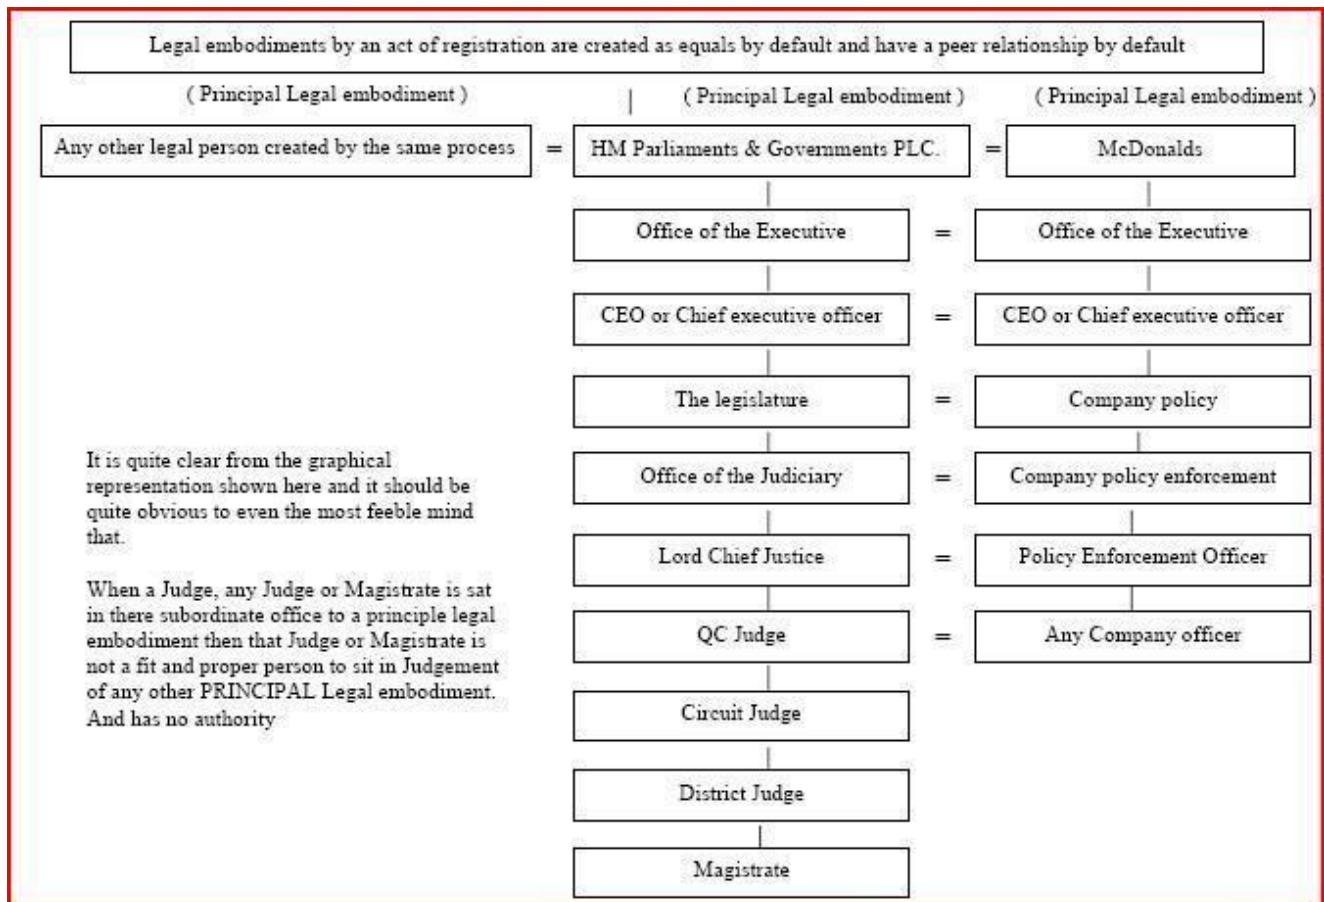 Legal embodiments by an act of registration are created as equals by default and have a peer relationship by default
( Principal Legal embodiment ) | ( Principal Legal embodiment ) ( Principal Legal embodiment )
Any other legal person created by the same process = HM Parliaments & Governments PLC. = McDonalds
Office of the Executive = Office of the Executive
CEO or Chief executive officer = CEO or Chief executive officer
The legislature = Company policy
Office of the Judiciary = Company policy enforcement
Lord Chief Justice = Policy Enforcement Officer
QC Judge = Any Company officer
Circuit Judge
District Judge
Magistrate
It is quite clear from the graphical
representation shown here and it should be
quite obvious to even the most feeble mind
that.
When a Judge, any Judge or Magistrate is sat
in there subordinate office to a principle legal
embodiment then that Judge or Magistrate is
not a fit and proper person to sit in Judgement
of any other PRINCIPAL Legal embodiment.
And has no authority